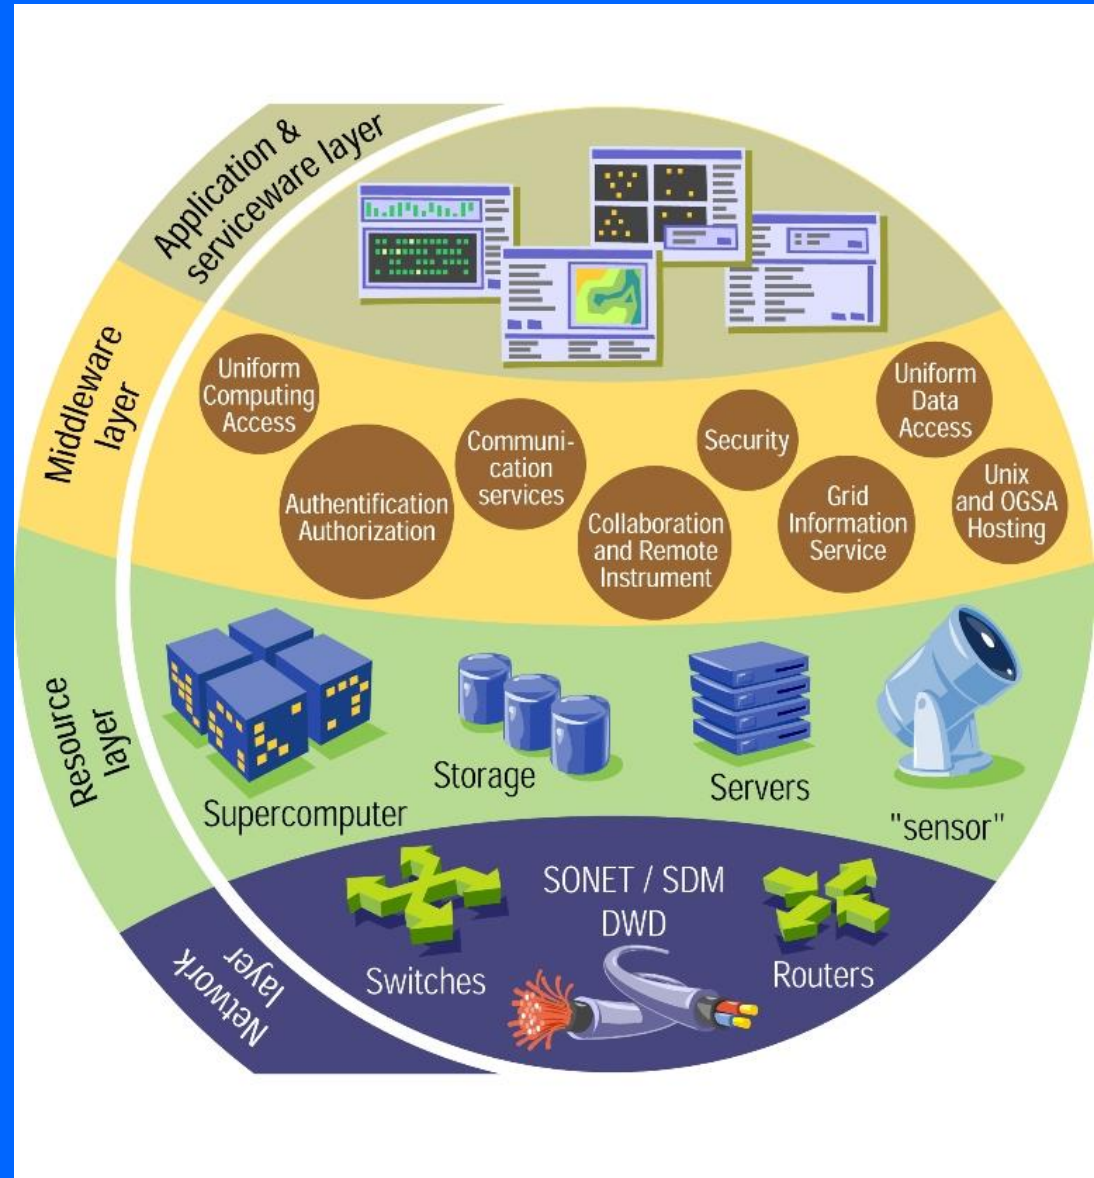 Application &
serviceware layer
Middleware
layer
Uniform
Computing
Access
Authentification
Authorization
Communi-
cation
services
Collaboration
and Remote
Instrument
Security
Grid
Information
Service
Uniform
Data
Access
Unix
and OGSA
Hosting
Resource
layer
Supercomputer
Storage
Servers
"sensor"
Network
layer
Switches
SONET / SDM
DWD
Routers